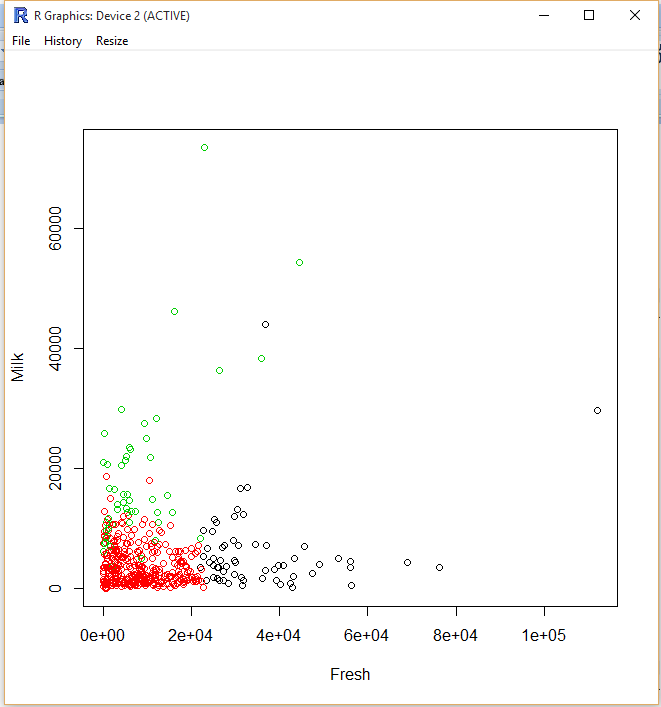 R Graphics: Device 2 (ACTIVE)
File History Resize
Milk
60000
40000
20000
0
0e+00 2e+04 4e+04 6e+04 8e+04 1e+05
Fresh